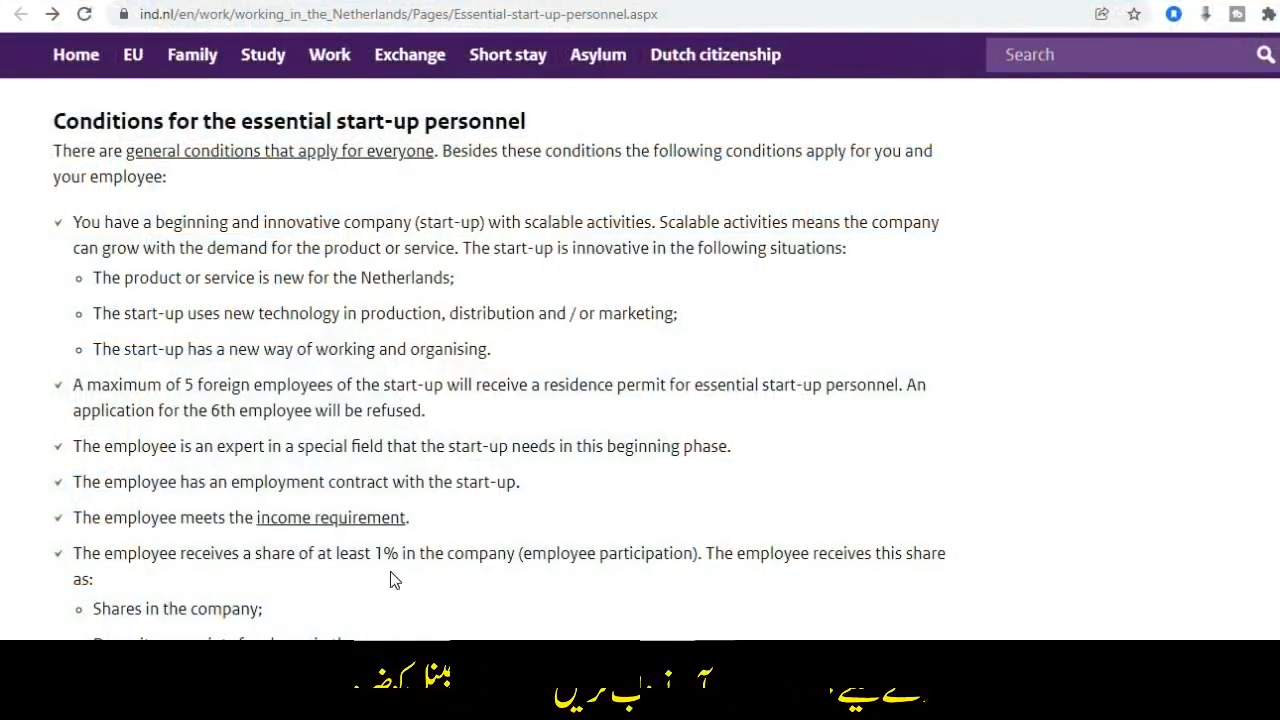 ind.nl/en/work/working_in_the_Netherlands/Pages/Essential-start-up-personnel.aspx
Home EU Family Study Work Exchange Short stay Asylum Dutch citizenship Search
Conditions for the essential start-up personnel
There are general conditions that apply for everyone. Besides these conditions the following conditions apply for you and
your employee:
You have a beginning and innovative company (start-up) with scalable activities. Scalable activities means the company
can grow with the demand for the product or service. The start-up is innovative in the following situations:
The product or service is new for the Netherlands;
The start-up uses new technology in production, distribution and / or marketing;
The start-up has a new way of working and organising.
A maximum of 5 foreign employees of the start-up will receive a residence permit for essential start-up personnel. An
application for the 6th employee will be refused.
The employee is an expert in a special field that the start-up needs in this beginning phase.
The employee has an employment contract with the start-up.
The employee meets the income requirement.
The employee receives a share of at least 1% in the company (employee participation). The employee receives this share
as:
Shares in the company;